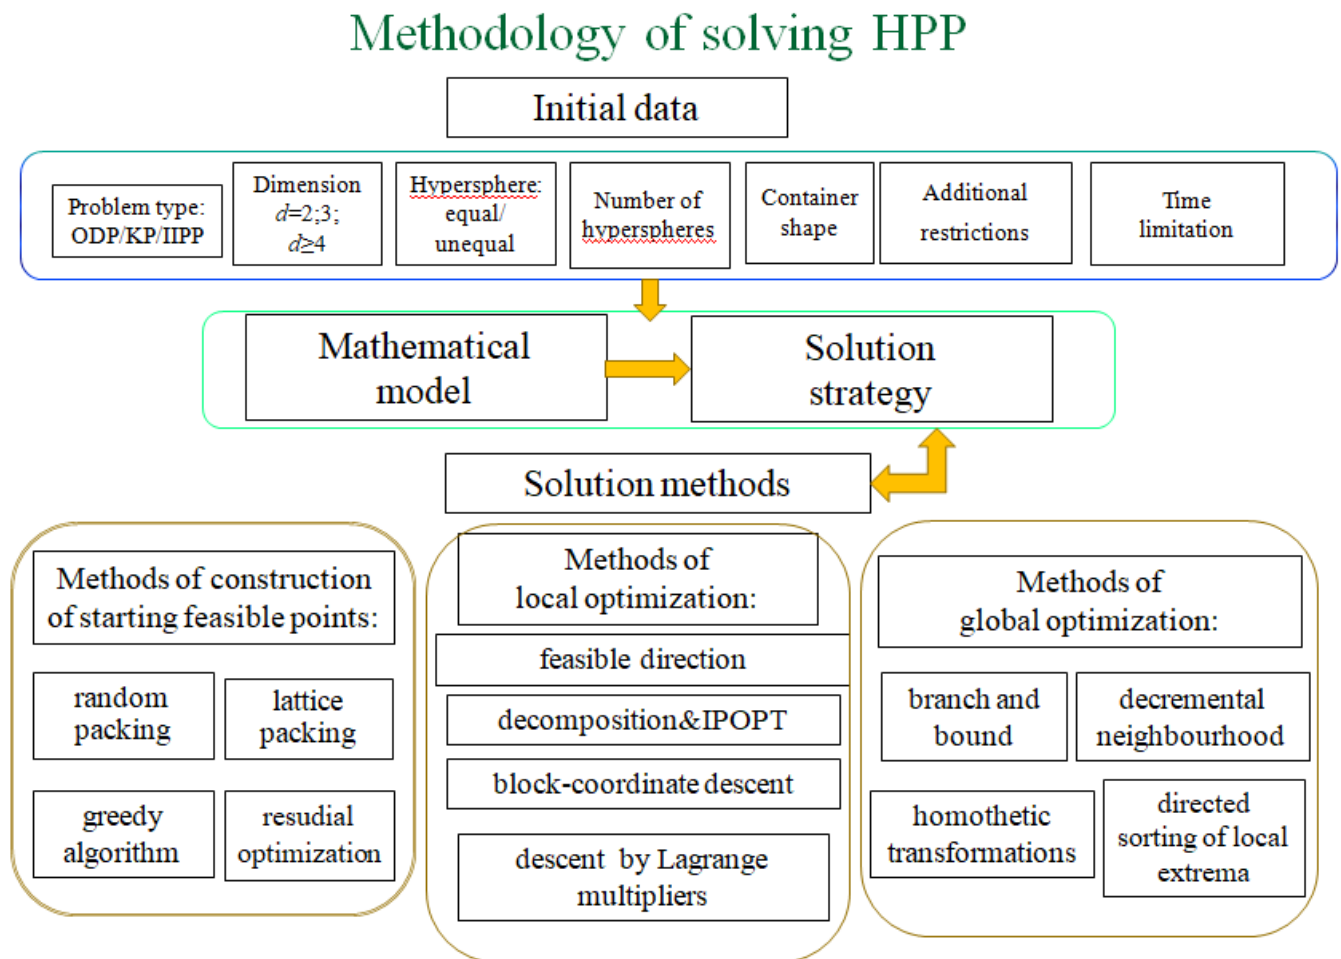 Methodology of solving HPP
Initial data
Problem type:
ODP/KP/IIPP
Dimension
d=2;3;
d≥4
Hypersphere:
equal/
unequal
Number of
hyperspheres
Container
shape
Additional
restrictions
Time
limitation
Mathematical
model
Solution
strategy
Solution methods
Methods of construction
of starting feasible points:
random
packing
lattice
packing
greedy
algorithm
resudial
optimization
Methods of
local optimization:
feasible direction
decomposition&IPOPT
block-coordinate descent
descent by Lagrange
multipliers
Methods of
global optimization:
branch and
bound
decremental
neighbourhood
homothetic
transformations
directed
sorting of local
extrema